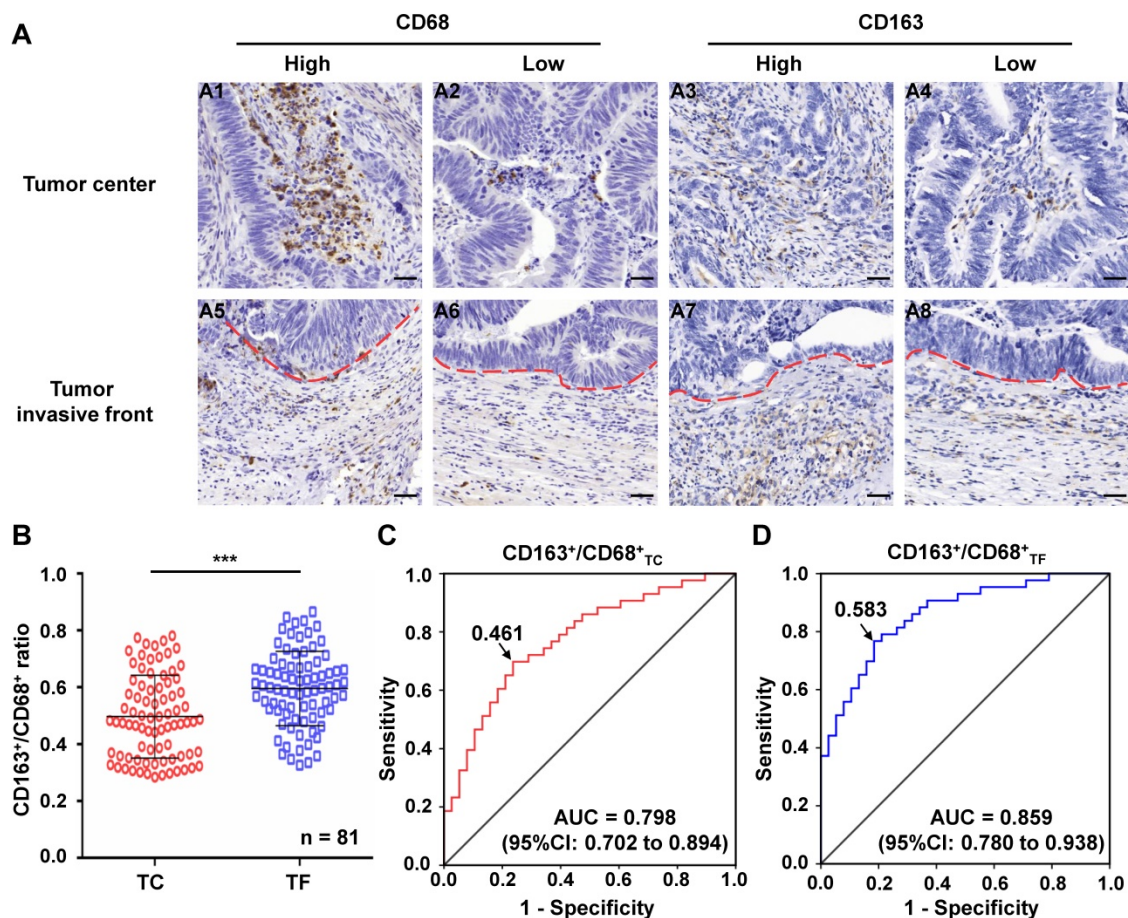 A
CD68
CD163
High
Low
High
Low
A1
A2
A3
A4
Tumor center
A5
A6
A7
A8
Tumor
invasive front
B
***
CD163⁺/CD68⁺ ratio
1.0
0.8
0.6
0.4
0.2
0.0
n = 81
TC
TF
C
CD163⁺/CD68⁺TC
Sensitivity
1.0
0.8
0.6
0.4
0.2
0.0
0.461
AUC = 0.798
(95%CI: 0.702 to 0.894)
0.0 0.2 0.4 0.6 0.8 1.0
1 - Specificity
D
CD163⁺/CD68⁺TF
Sensitivity
1.0
0.8
0.6
0.4
0.2
0.0
0.583
AUC = 0.859
(95%CI: 0.780 to 0.938)
0.0 0.2 0.4 0.6 0.8 1.0
1 - Specificity